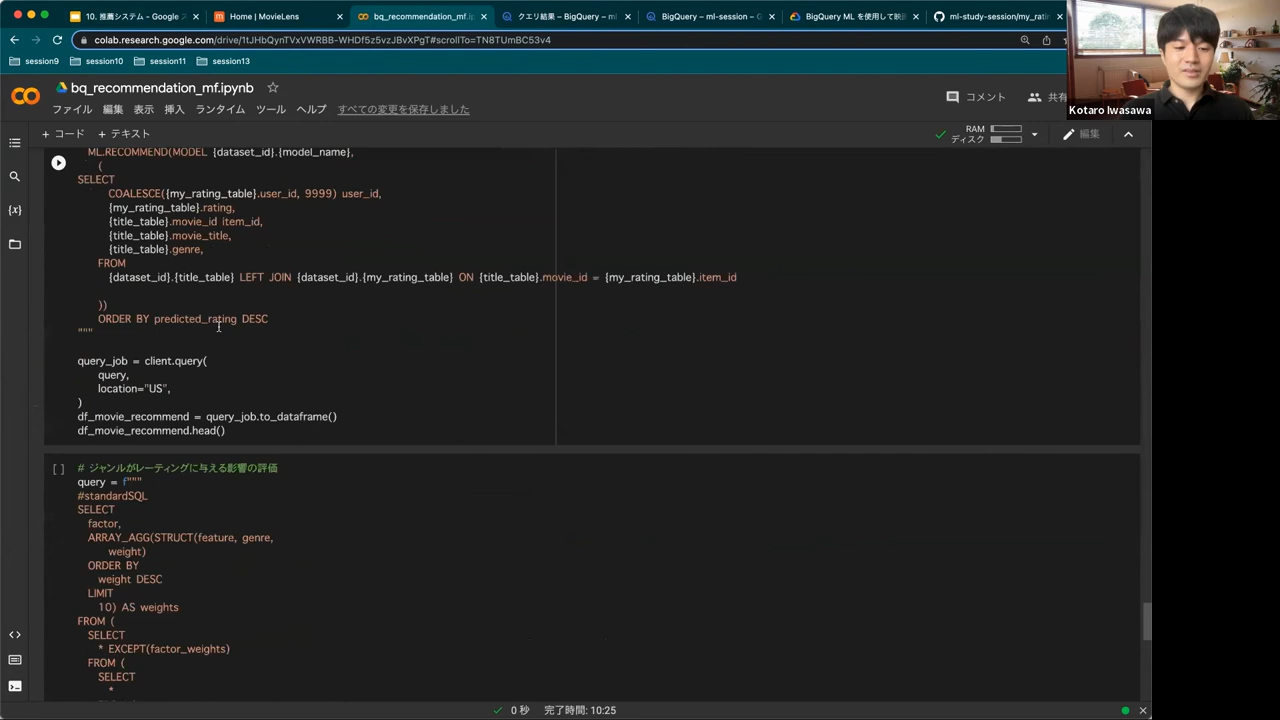 10. 推薦システム - Google ス
Home | MovieLens
bq_recommendation_mf.ipynb
クエリ結果 – BigQuery – ml-
BigQuery – ml-session – G
BigQuery ML を使用して映
ml-study-session/my_ratin
colab.research.google.com/drive/1tJHbQynTVxVWRBB-WHDf5z5vzJBvXPgT#scrollTo=TN8TUmBC53v4
session9
session10
session11
session13
bq_recommendation_mf.ipynb
ファイル 編集 表示 挿入 ランタイム ツール ヘルプ すべての変更を保存しました
コメント
共有
Kotaro Iwasawa
+ コード + テキスト
RAM
ディスク
編集
ML.RECOMMEND(MODEL {dataset_id}.{model_name},
(
SELECT
COALESCE({my_rating_table}.user_id, 9999) user_id,
{my_rating_table}.rating,
{title_table}.movie_id item_id,
{title_table}.movie_title,
{title_table}.genre,
FROM
{dataset_id}.{title_table} LEFT JOIN {dataset_id}.{my_rating_table} ON {title_table}.movie_id = {my_rating_table}.item_id
))
ORDER BY predicted_rating DESC
"""
query_job = client.query(
query,
location="US",
)
df_movie_recommend = query_job.to_dataframe()
df_movie_recommend.head()
[ ]
# ジャンルがレーティングに与える影響の評価
query = f"""
#standardSQL
SELECT
factor,
ARRAY_AGG(STRUCT(feature, genre,
weight)
ORDER BY
weight DESC
LIMIT
10) AS weights
FROM (
SELECT
* EXCEPT(factor_weights)
FROM (
SELECT
*
0 秒 完了時間: 10:25